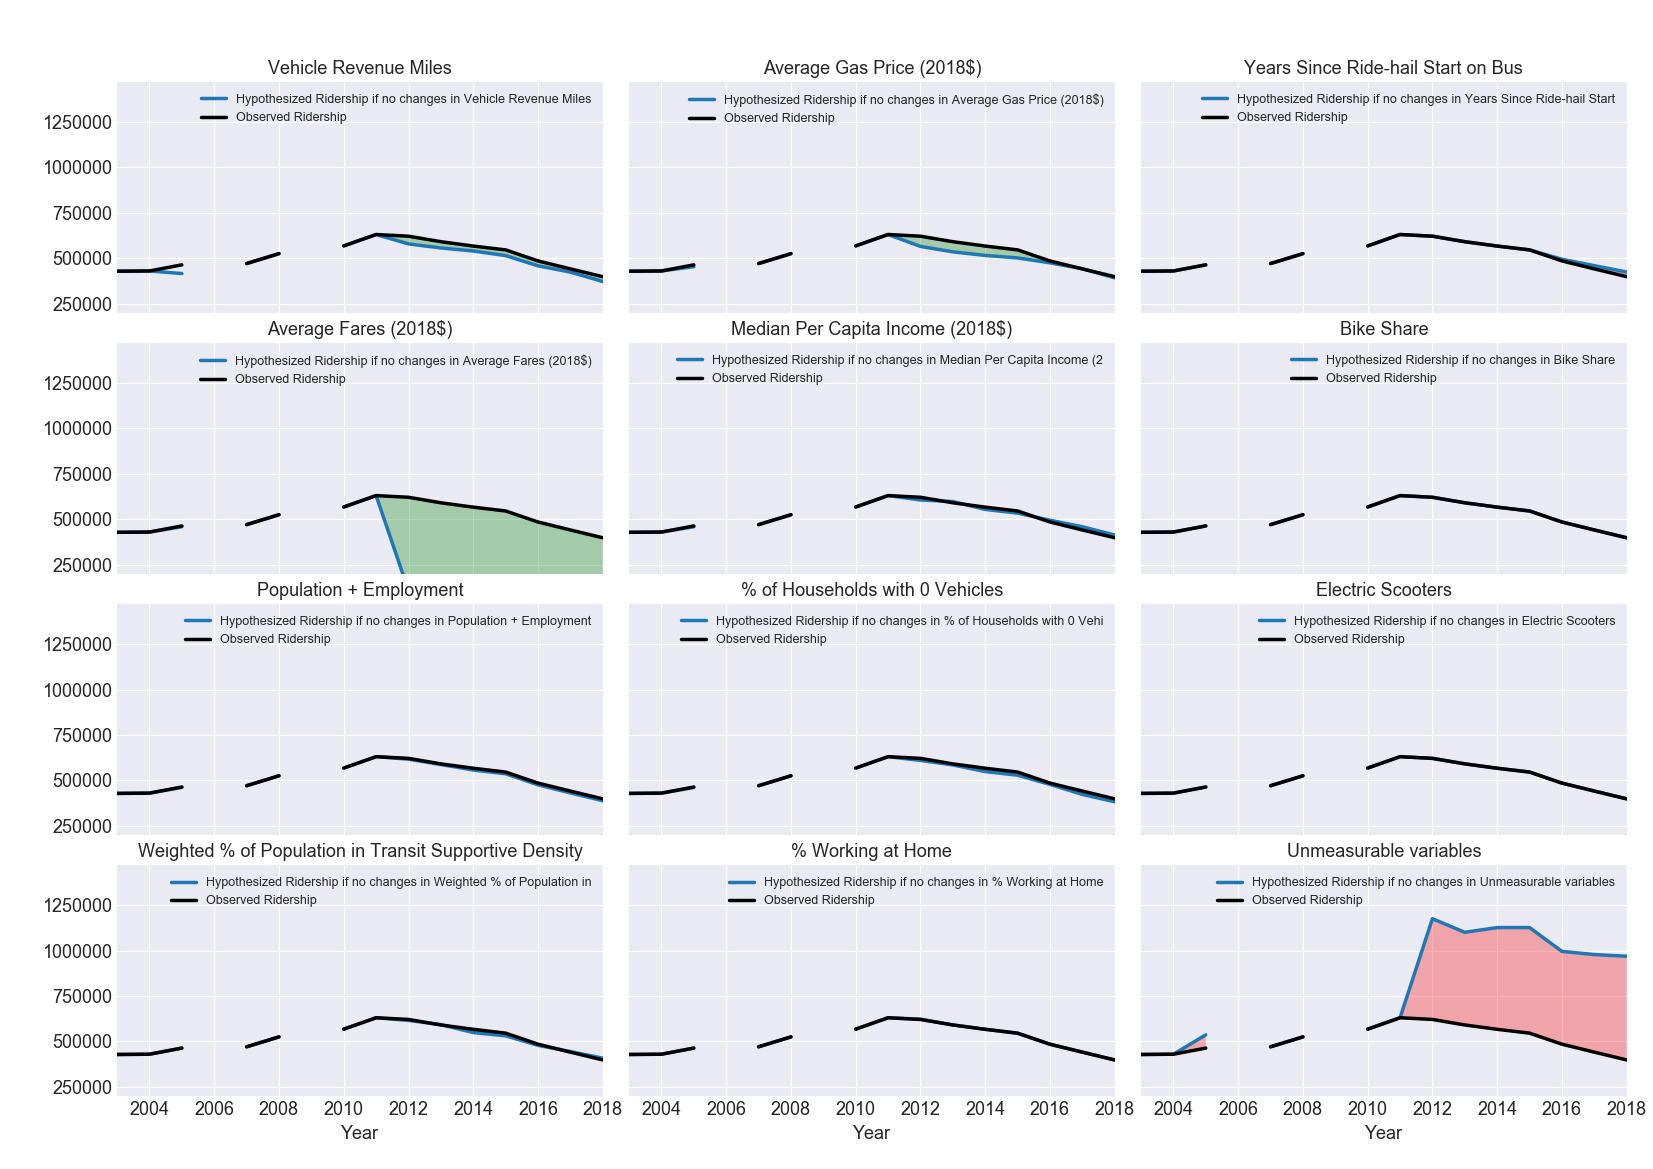 Vehicle Revenue Miles
Average Gas Price (2018$)
Years Since Ride-hail Start on Bus
Hypothesized Ridership if no changes in Vehicle Revenue Miles
Observed Ridership
Hypothesized Ridership if no changes in Average Gas Price (2018$)
Observed Ridership
Hypothesized Ridership if no changes in Years Since Ride-hail Start
Observed Ridership
1250000
1000000
750000
500000
250000
Average Fares (2018$)
Median Per Capita Income (2018$)
Bike Share
Hypothesized Ridership if no changes in Average Fares (2018$)
Observed Ridership
Hypothesized Ridership if no changes in Median Per Capita Income (2
Observed Ridership
Hypothesized Ridership if no changes in Bike Share
Observed Ridership
1250000
1000000
750000
500000
250000
Population + Employment
% of Households with 0 Vehicles
Electric Scooters
Hypothesized Ridership if no changes in Population + Employment
Observed Ridership
Hypothesized Ridership if no changes in % of Households with 0 Vehi
Observed Ridership
Hypothesized Ridership if no changes in Electric Scooters
Observed Ridership
1250000
1000000
750000
500000
250000
Weighted % of Population in Transit Supportive Density
% Working at Home
Unmeasurable variables
Hypothesized Ridership if no changes in Weighted % of Population in
Observed Ridership
Hypothesized Ridership if no changes in % Working at Home
Observed Ridership
Hypothesized Ridership if no changes in Unmeasurable variables
Observed Ridership
1250000
1000000
750000
500000
250000
2004 2006 2008 2010 2012 2014 2016 2018
2004 2006 2008 2010 2012 2014 2016 2018
2004 2006 2008 2010 2012 2014 2016 2018
Year
Year
Year